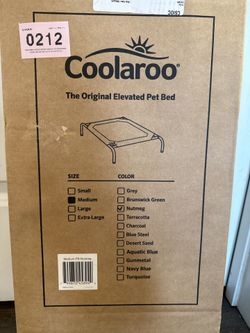 0212
Coolaroo
The Original Elevated Pet Bed
SIZE
COLOR
Small
Medium
Large
Extra Large
Grey
Brunswick Green
Nutmeg
Terracotta
Charcoal
Blue Steel
Desert Sand
Aquatic Blue
Gunmetal
Navy Blue
Turquoise